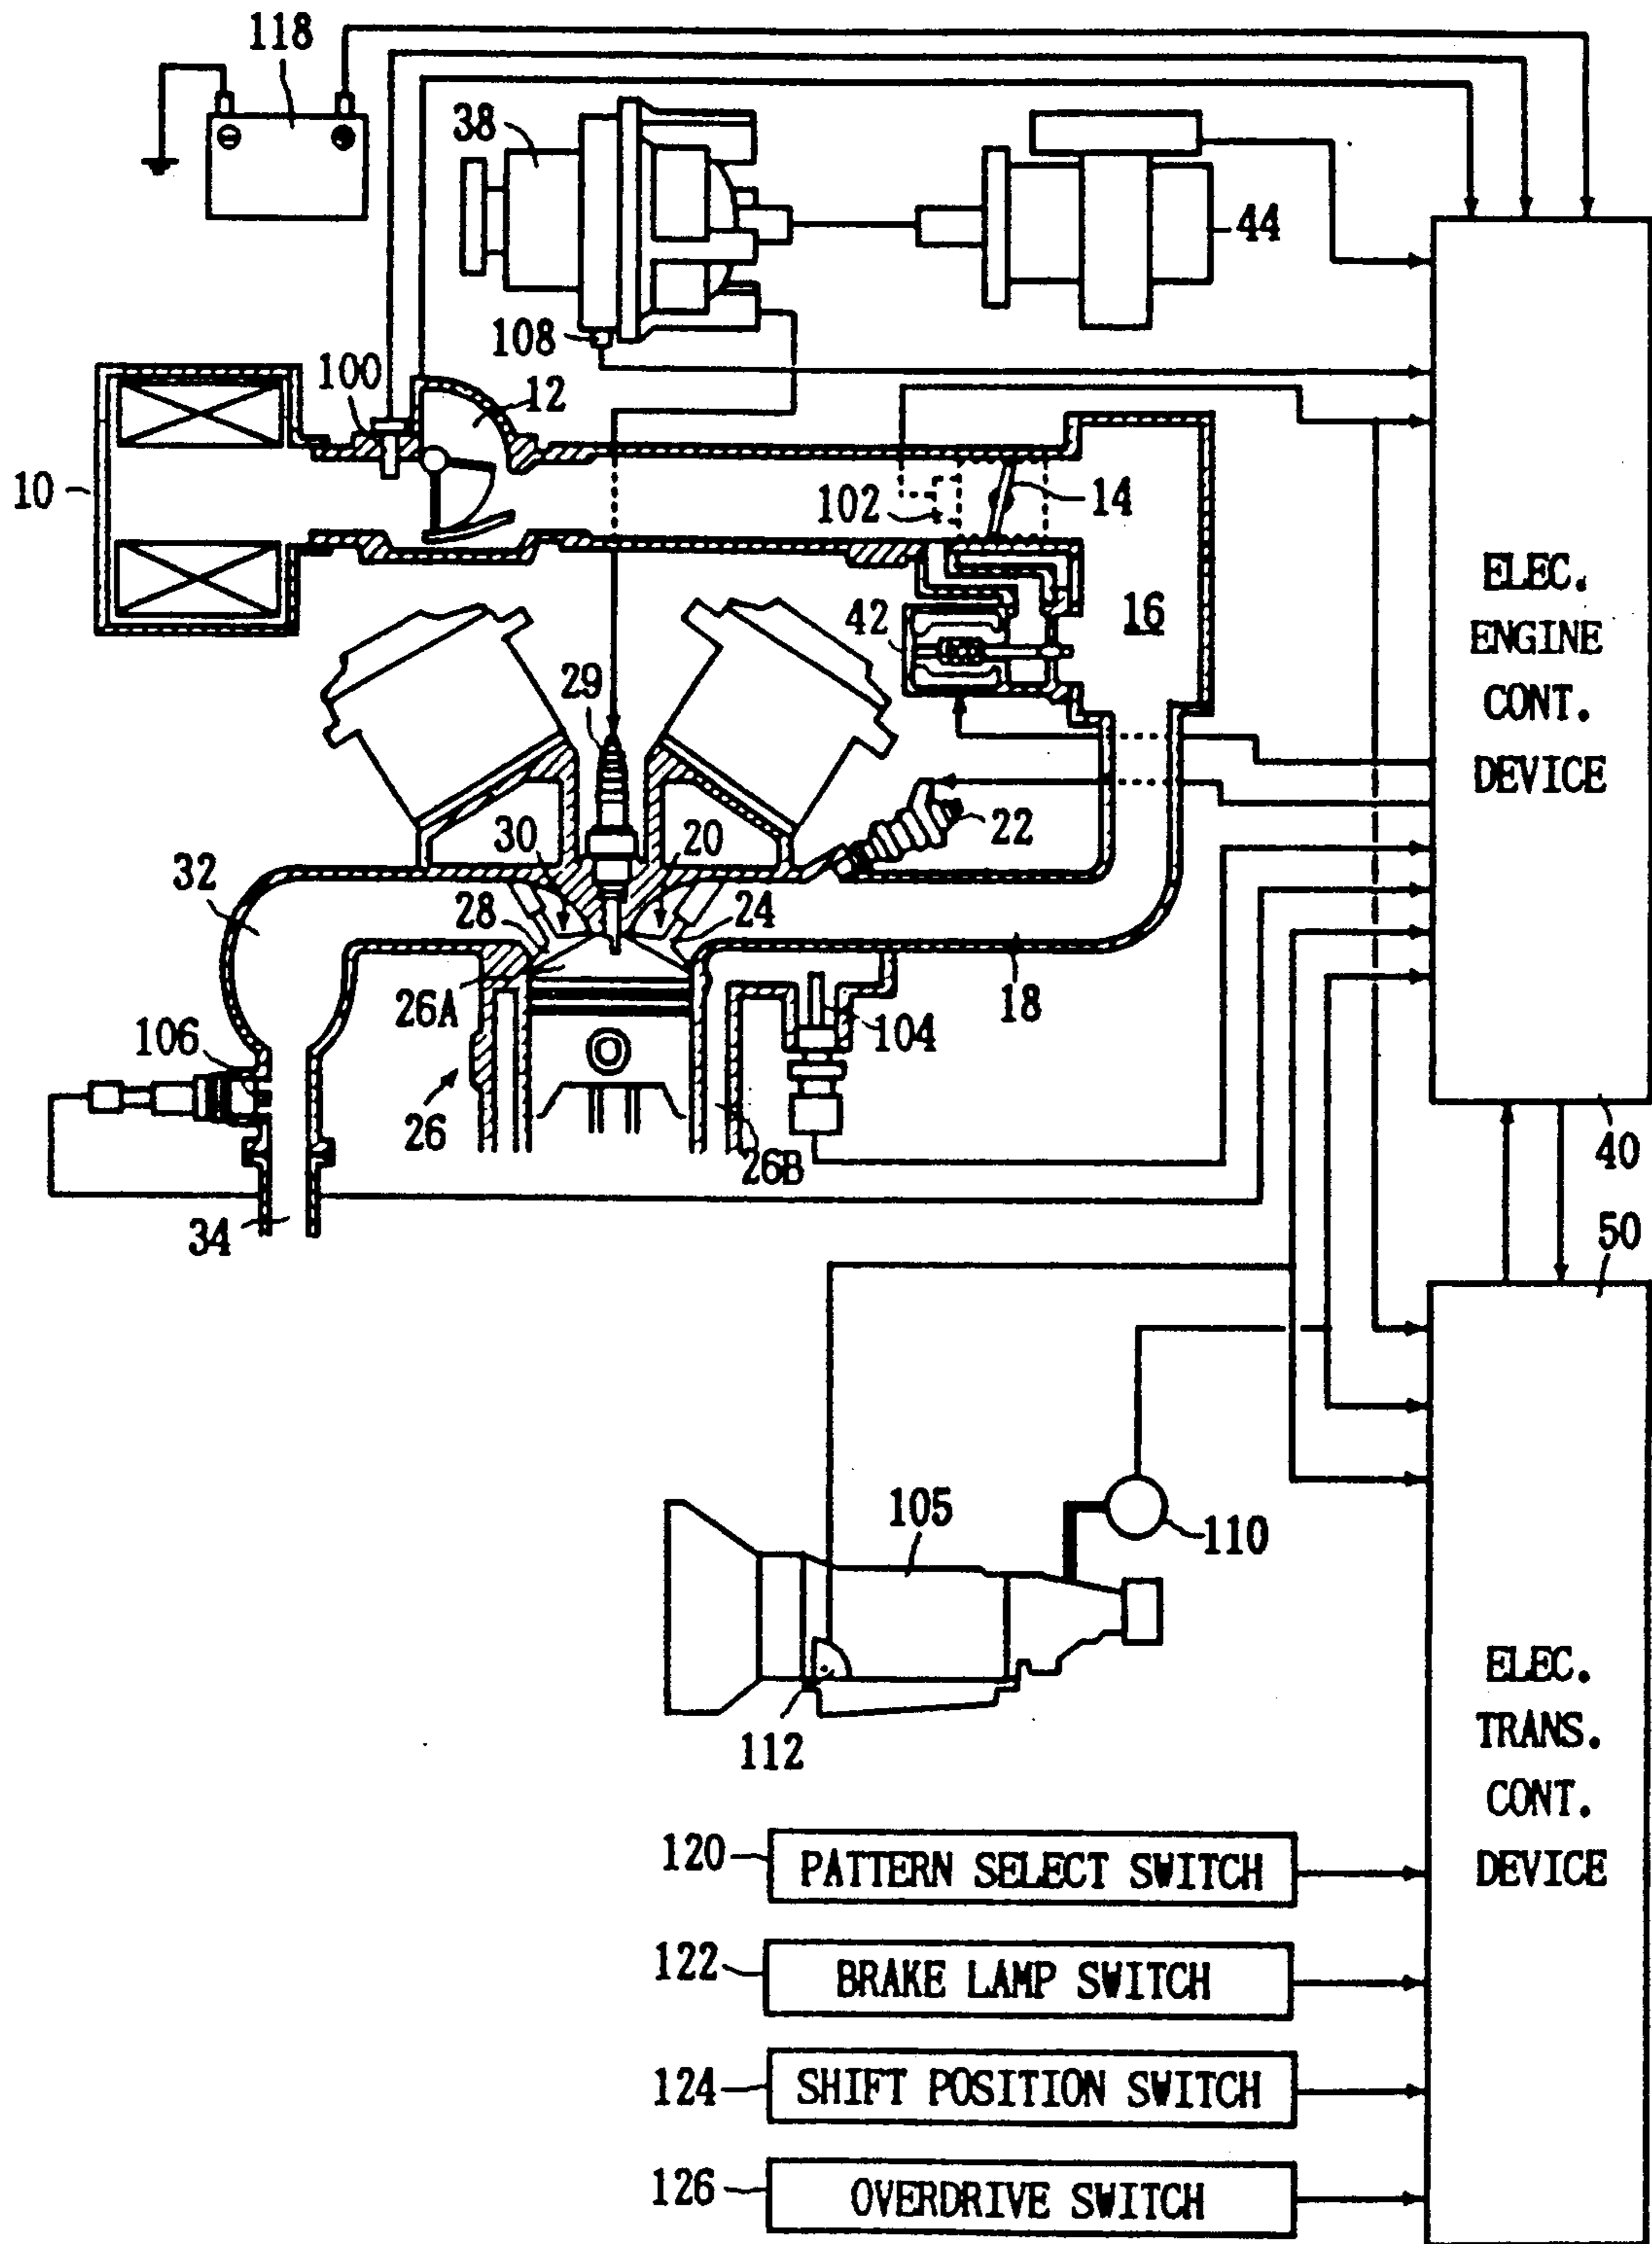 118
38
44
108
100
12
10
102
14
16
42
ELEC.
ENGINE
CONT.
DEVICE
29
22
30
20
32
28
24
18
26A
104
106
26
26B
40
34
50
105
110
112
ELEC.
TRANS.
CONT.
DEVICE
120
PATTERN SELECT SWITCH
122
BRAKE LAMP SWITCH
124
SHIFT POSITION SWITCH
126
OVERDRIVE SWITCH